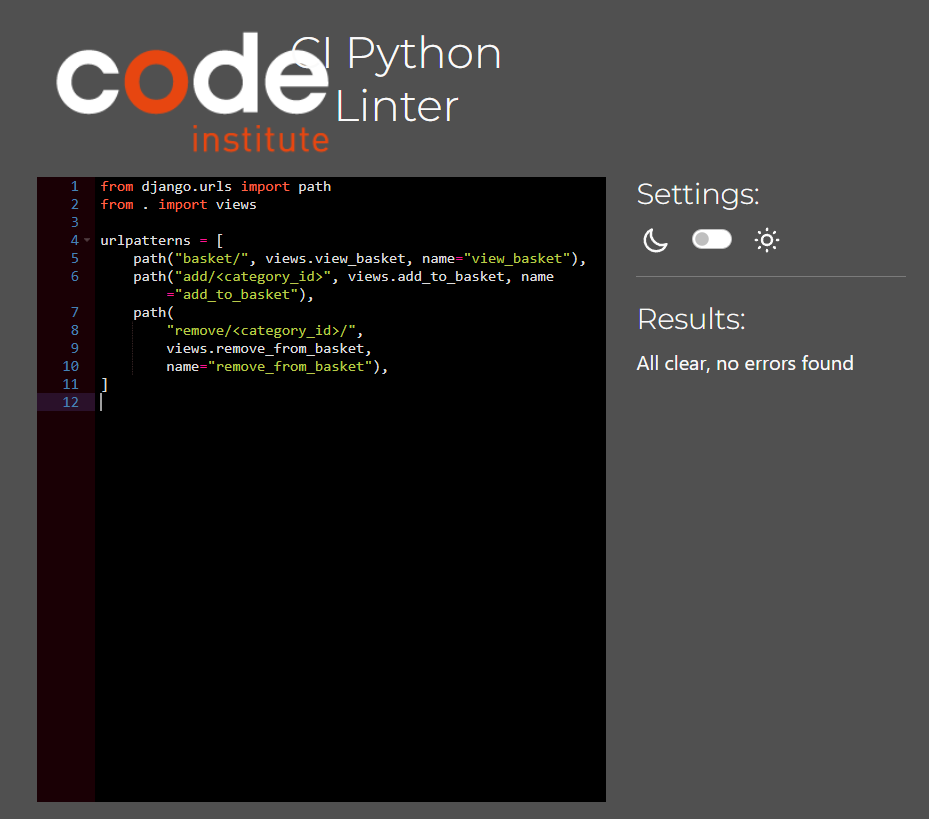 code
institute
CI Python
Linter
1 from django.urls import path
2 from . import views
3
4 urlpatterns = [
5     path("basket/", views.view_basket, name="view_basket"),
6     path("add/<category_id>", views.add_to_basket, name
        ="add_to_basket"),
7     path(
8         "remove/<category_id>/",
9         views.remove_from_basket,
10         name="remove_from_basket"),
11 ]
12
Settings:
Results:
All clear, no errors found